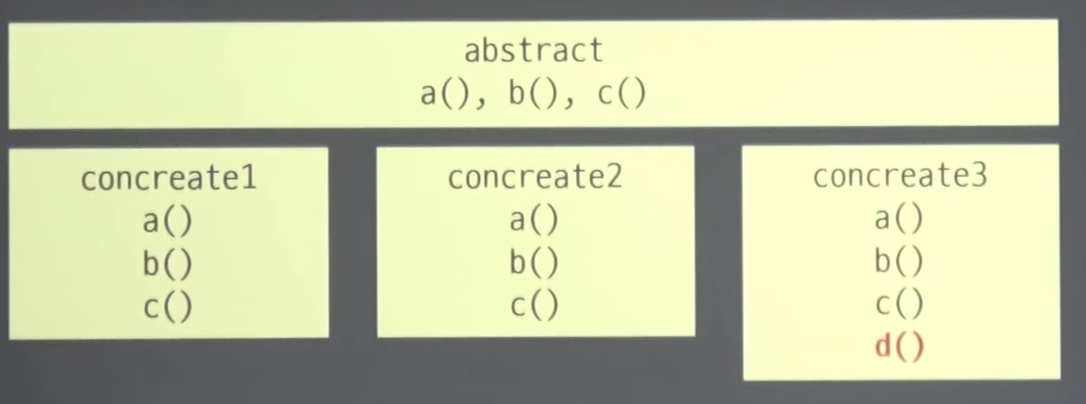 abstract
a(), b(), c()
concreate1
a()
b()
c()
concreate2
a()
b()
c()
concreate3
a()
b()
c()
d()